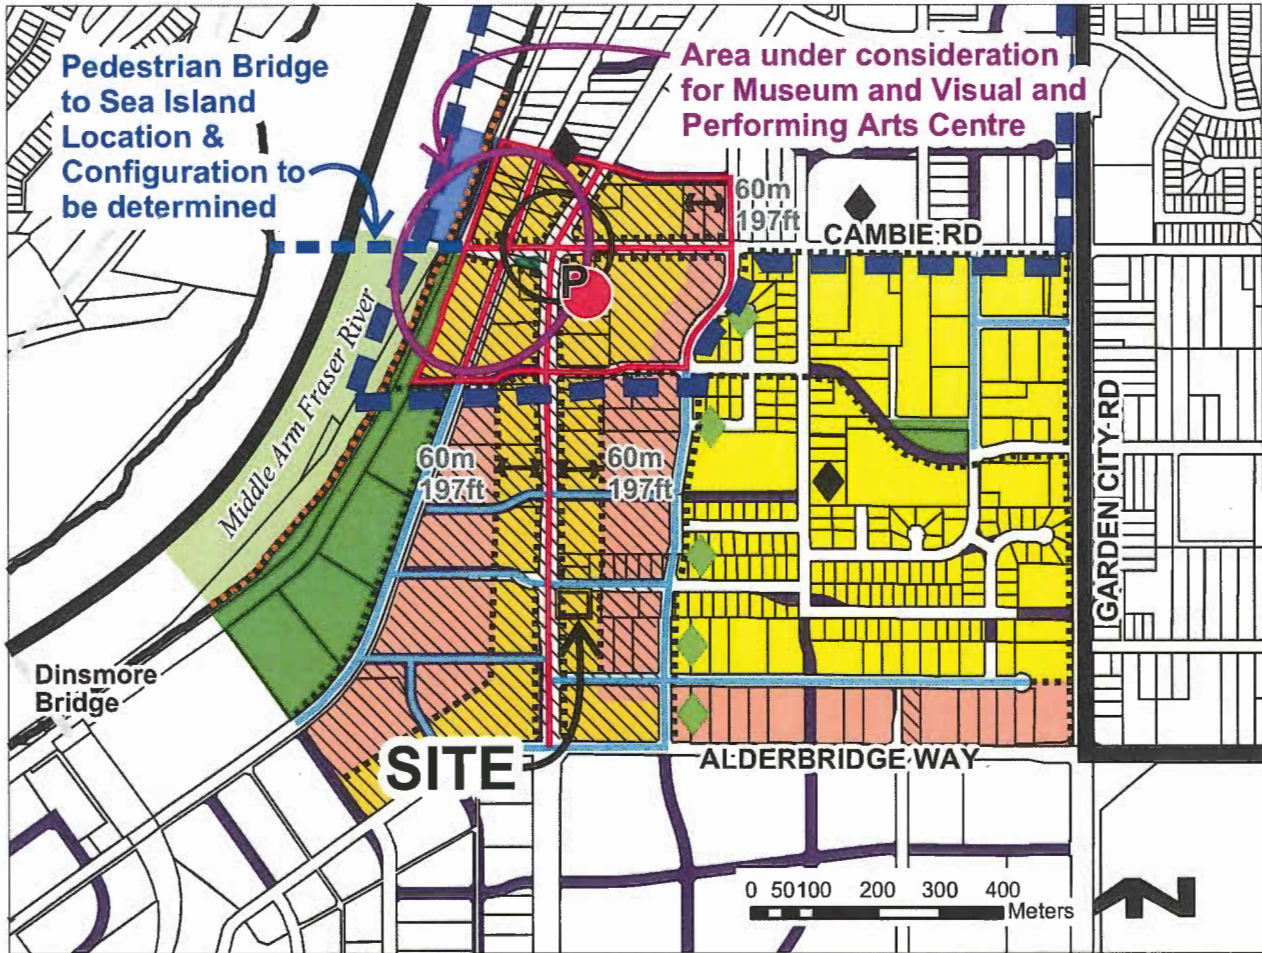 Pedestrian Bridge
to Sea Island
Location &
Configuration to
be determined
Area under consideration
for Museum and Visual and
Performing Arts Centre
60m
197ft
CAMBIE RD
P
Middle Arm Fraser River
60m
197ft
60m
197ft
GARDEN CITY RD
Dinsmore
Bridge
SITE
ALDERBRIDGE WAY
0 50 100 200 300 400
Meters
N